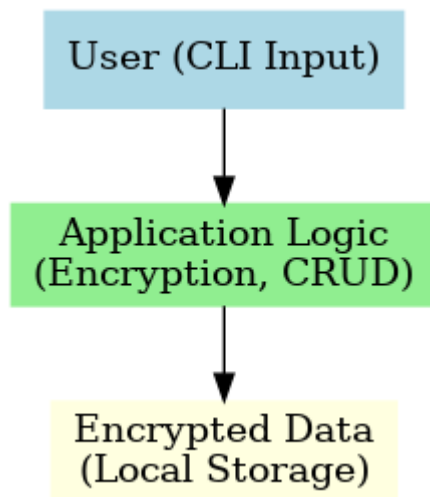 User (CLI Input)
Application Logic
(Encryption, CRUD)
Encrypted Data
(Local Storage)